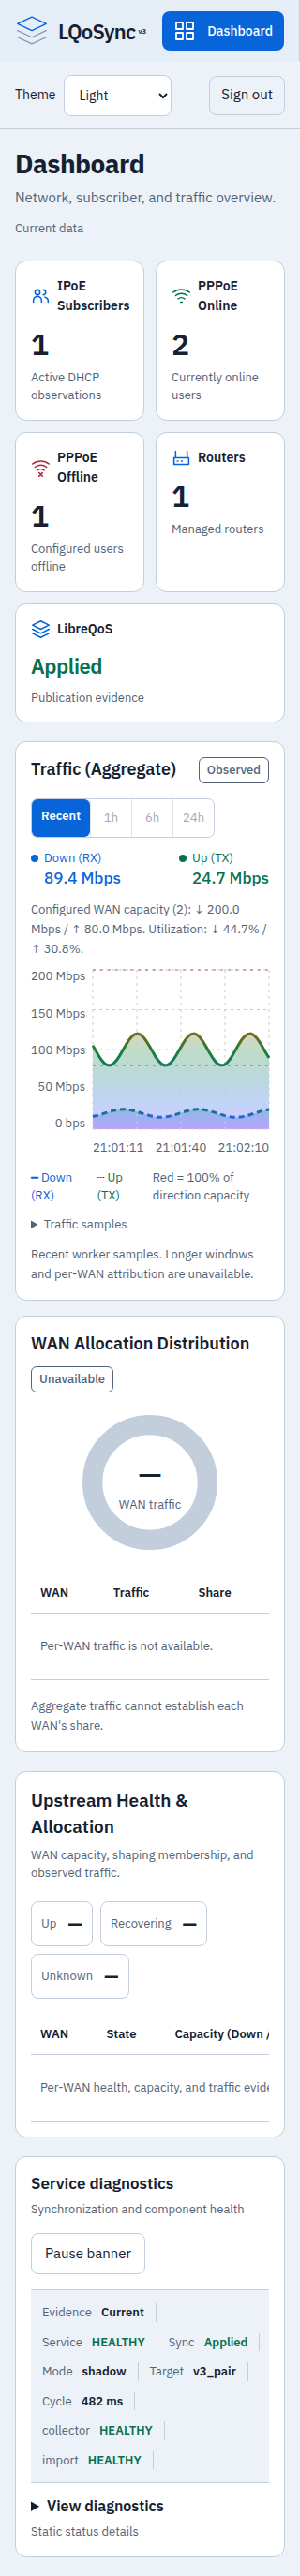 LQoSync v3
Dashboard
Theme
Light
Sign out
Dashboard
Network, subscriber, and traffic overview.
Current data
IPoE
Subscribers
1
Active DHCP
observations
PPPoE
Online
2
Currently online
users
PPPoE
Offline
1
Configured users
offline
Routers
1
Managed routers
LibreQoS
Applied
Publication evidence
Traffic (Aggregate)
Observed
Recent 1h 6h 24h
Down (RX)
89.4 Mbps
Up (TX)
24.7 Mbps
Configured WAN capacity (2): ↓ 200.0
Mbps / ↑ 80.0 Mbps. Utilization: ↓ 44.7% /
↑ 30.8%.
200 Mbps
150 Mbps
100 Mbps
50 Mbps
0 bps
21:01:11 21:01:40 21:02:10
Down
(RX)
Up
(TX)
Red = 100% of
direction capacity
Traffic samples
Recent worker samples. Longer windows
and per-WAN attribution are unavailable.
WAN Allocation Distribution
Unavailable
—
WAN traffic
WAN Traffic Share
Per-WAN traffic is not available.
Aggregate traffic cannot establish each
WAN's share.
Upstream Health &
Allocation
WAN capacity, shaping membership, and
observed traffic.
Up —
Recovering —
Unknown —
WAN State Capacity (Down /
Per-WAN health, capacity, and traffic evide
Service diagnostics
Synchronization and component health
Pause banner
Evidence Current
Service HEALTHY Sync Applied
Mode shadow Target v3_pair
Cycle 482 ms
collector HEALTHY
import HEALTHY
View diagnostics
Static status details